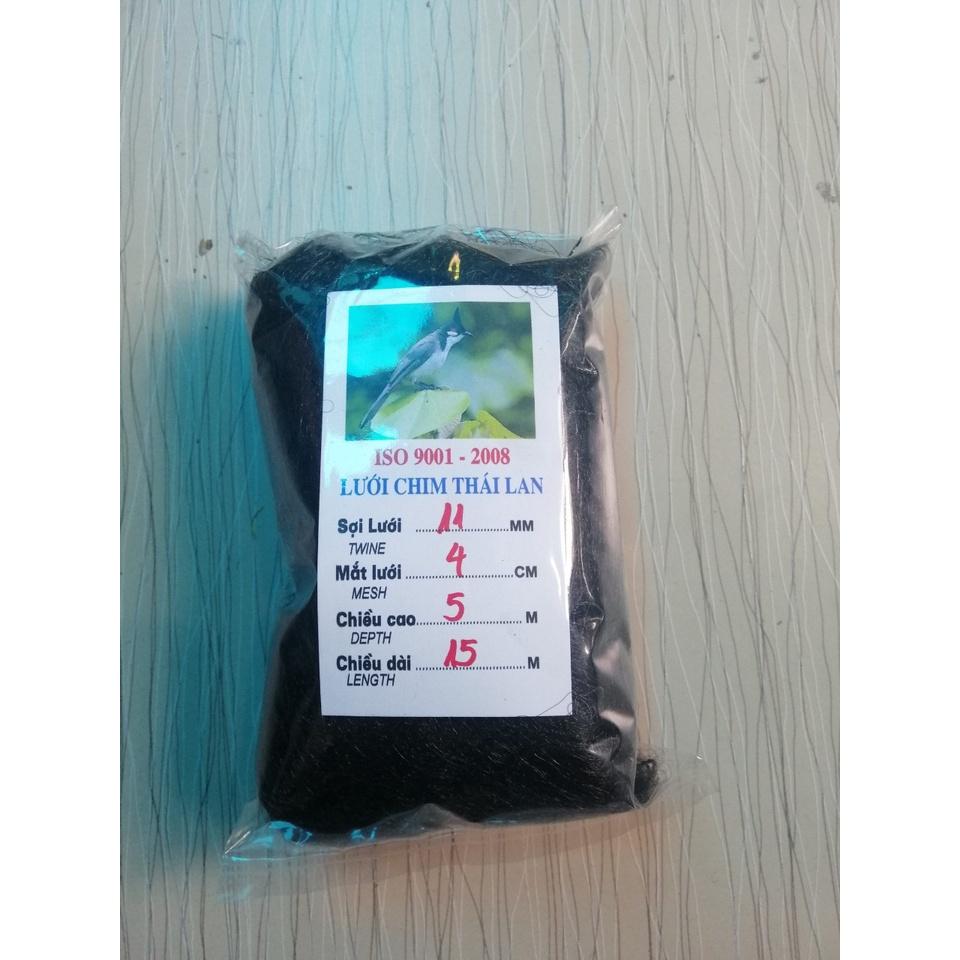 ISO 9001 - 2008
LƯỚI CHIM THÁI LAN
Sợi Lưới ........11........MM
TWINE
Mắt lưới ........4........CM
MESH
Chiều cao........5........M
DEPTH
Chiều dài ........15........M
LENGTH